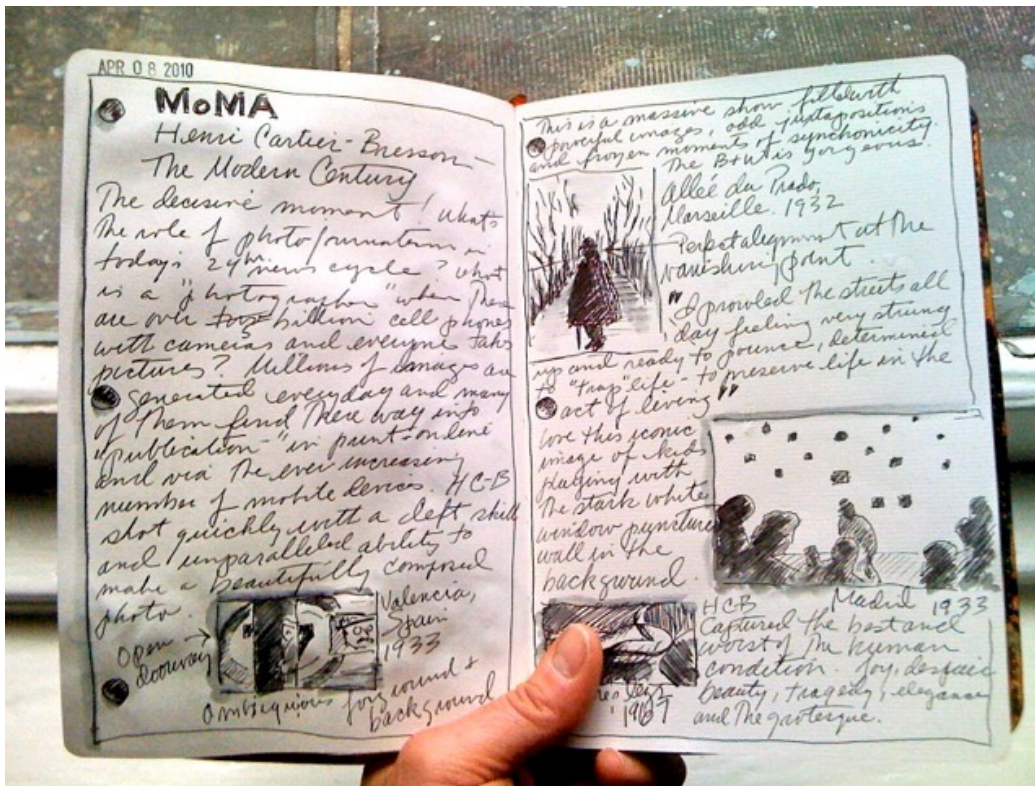 APR 08 2010
MoMA
Henri Cartier-Bresson-
The Modern Century
The decisive moment! What's
the role of photojournalism in
today's 24hr news cycle? What
is a "photographer" when There
are over billion cell phones
with cameras and everyone takes
pictures? Millions of images are
generated everyday and many
of Them find There way into
"publication" in print-online
and via The ever increasing
number of mobile devices. HC-B
shot quickly with a deft skill
and unparalleled ability to
make a beautifully composed
photo.
Valencia,
Spain
1933
Open
doorway
Ambiguous forground &
background
This is a massive show filled with
powerful images, odd juxtapositions
and frozen moments of synchonicity.
The B+W is gorgeous.
Allée du Prado,
Marseille. 1932
Perfect alignment at the
vanishing point.
"I prowled the streets all
day feeling very strung
up and ready to pounce, determined
to "trap" life - to preserve life in the
act of living"
love this iconic
image of kids
playing with
the stark white
window puncture
wall in the
background.
Madrid 1933
HCB
Captured the best and
worst of The human
condition. Joy, despair
beauty, tragedy, elegance
and The grotesque.